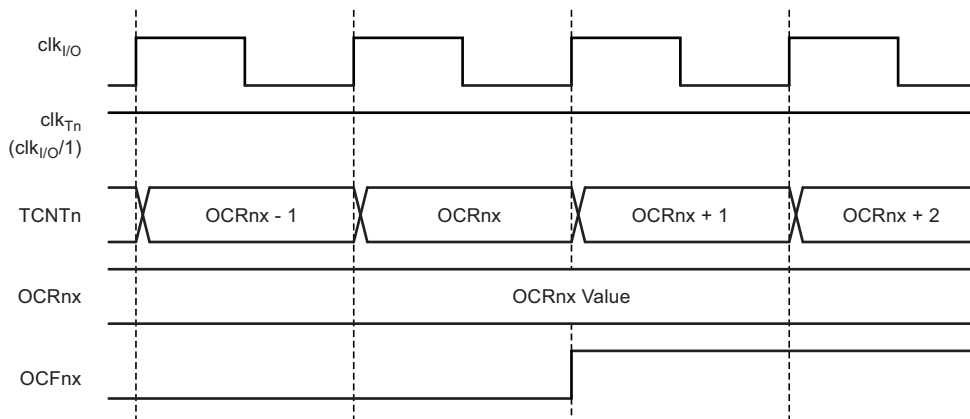 clkI/O
clkTn
(clkI/O/1)
TCNTn OCRnx - 1 OCRnx OCRnx + 1 OCRnx + 2
OCRnx OCRnx Value
OCFnx